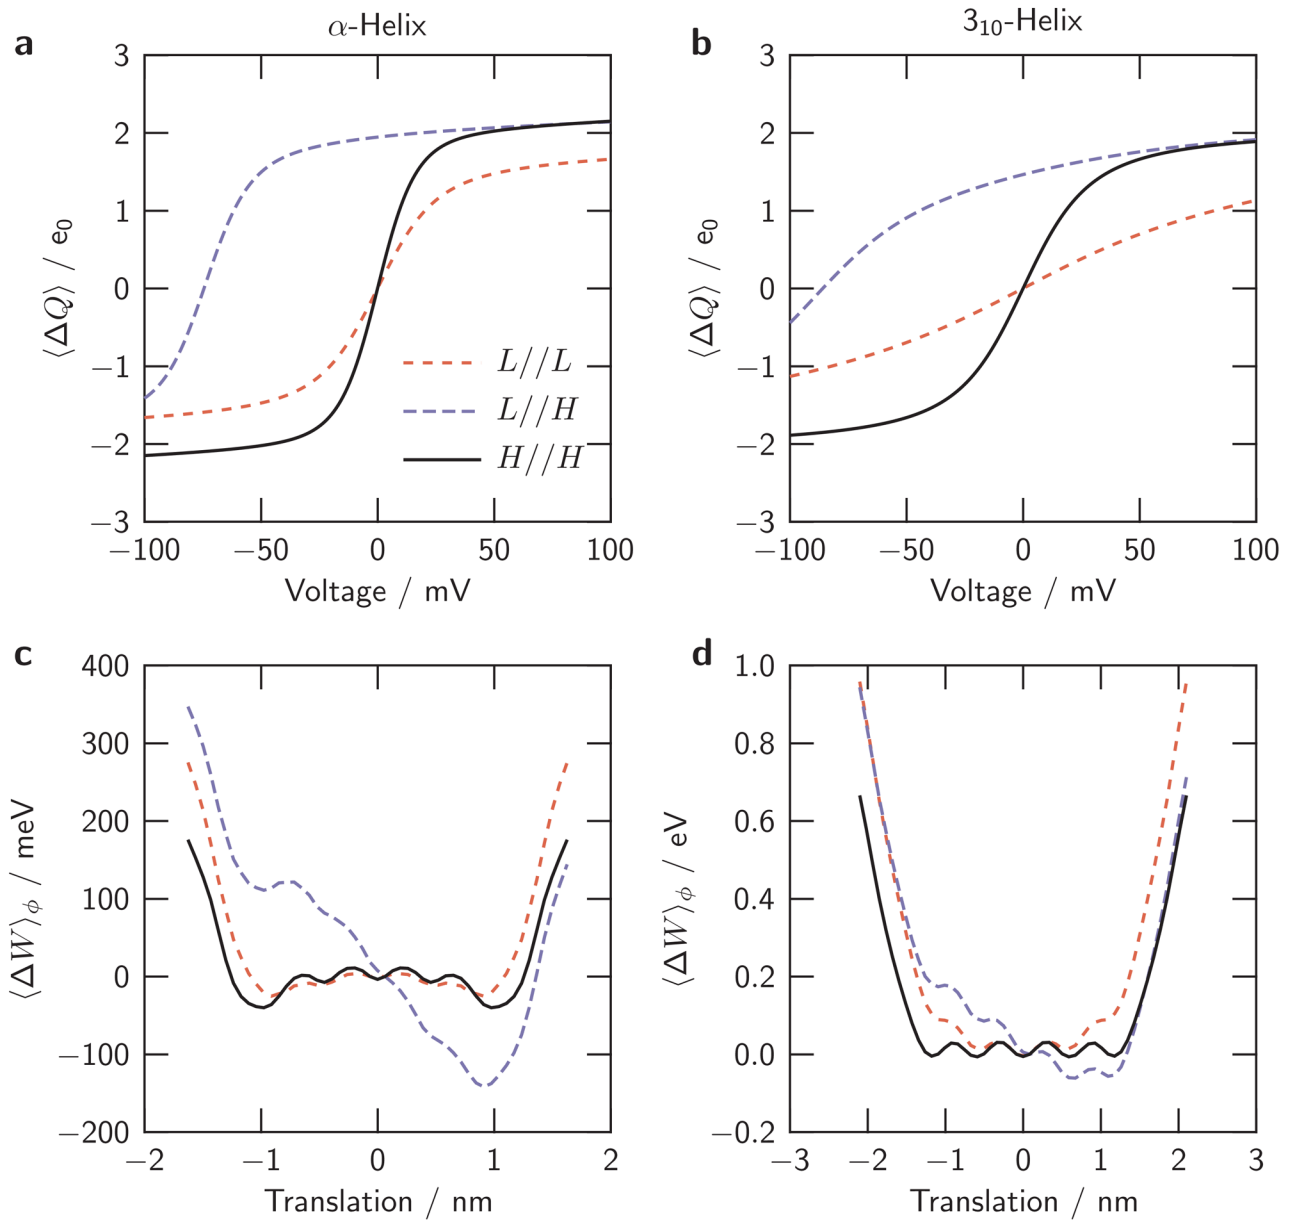 a
α-Helix
3
2
1
0
−1
−2
−3
⟨ΔQ⟩ / e₀
L//L
L//H
H//H
−100
−50
0
50
100
Voltage / mV
b
3₁₀-Helix
3
2
1
0
−1
−2
−3
⟨ΔQ⟩ / e₀
−100
−50
0
50
100
Voltage / mV
c
400
300
200
100
0
−100
−200
⟨ΔW⟩ϕ / meV
−2
−1
0
1
2
Translation / nm
d
1.0
0.8
0.6
0.4
0.2
0.0
−0.2
⟨ΔW⟩ϕ / eV
−3
−2
−1
0
1
2
3
Translation / nm